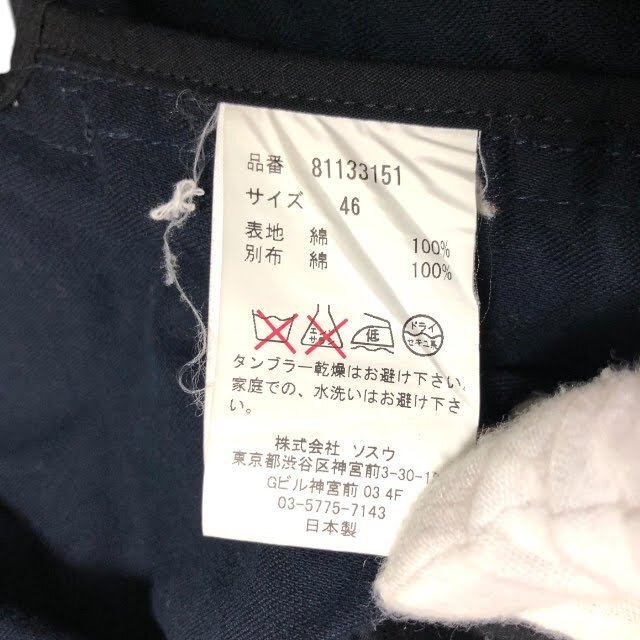 品番 81133151
サイズ 46
表地 綿 100%
別布 綿 100%
エンソ サラシ 低 ドライ セキユ系
タンブラー乾燥はお避け下さい。
家庭での、水洗いはお避け下さ
い。
株式会社 ソスウ
東京都渋谷区神宮前3-30-1
Gビル神宮前 03 4F
03-5775-7143
日本製